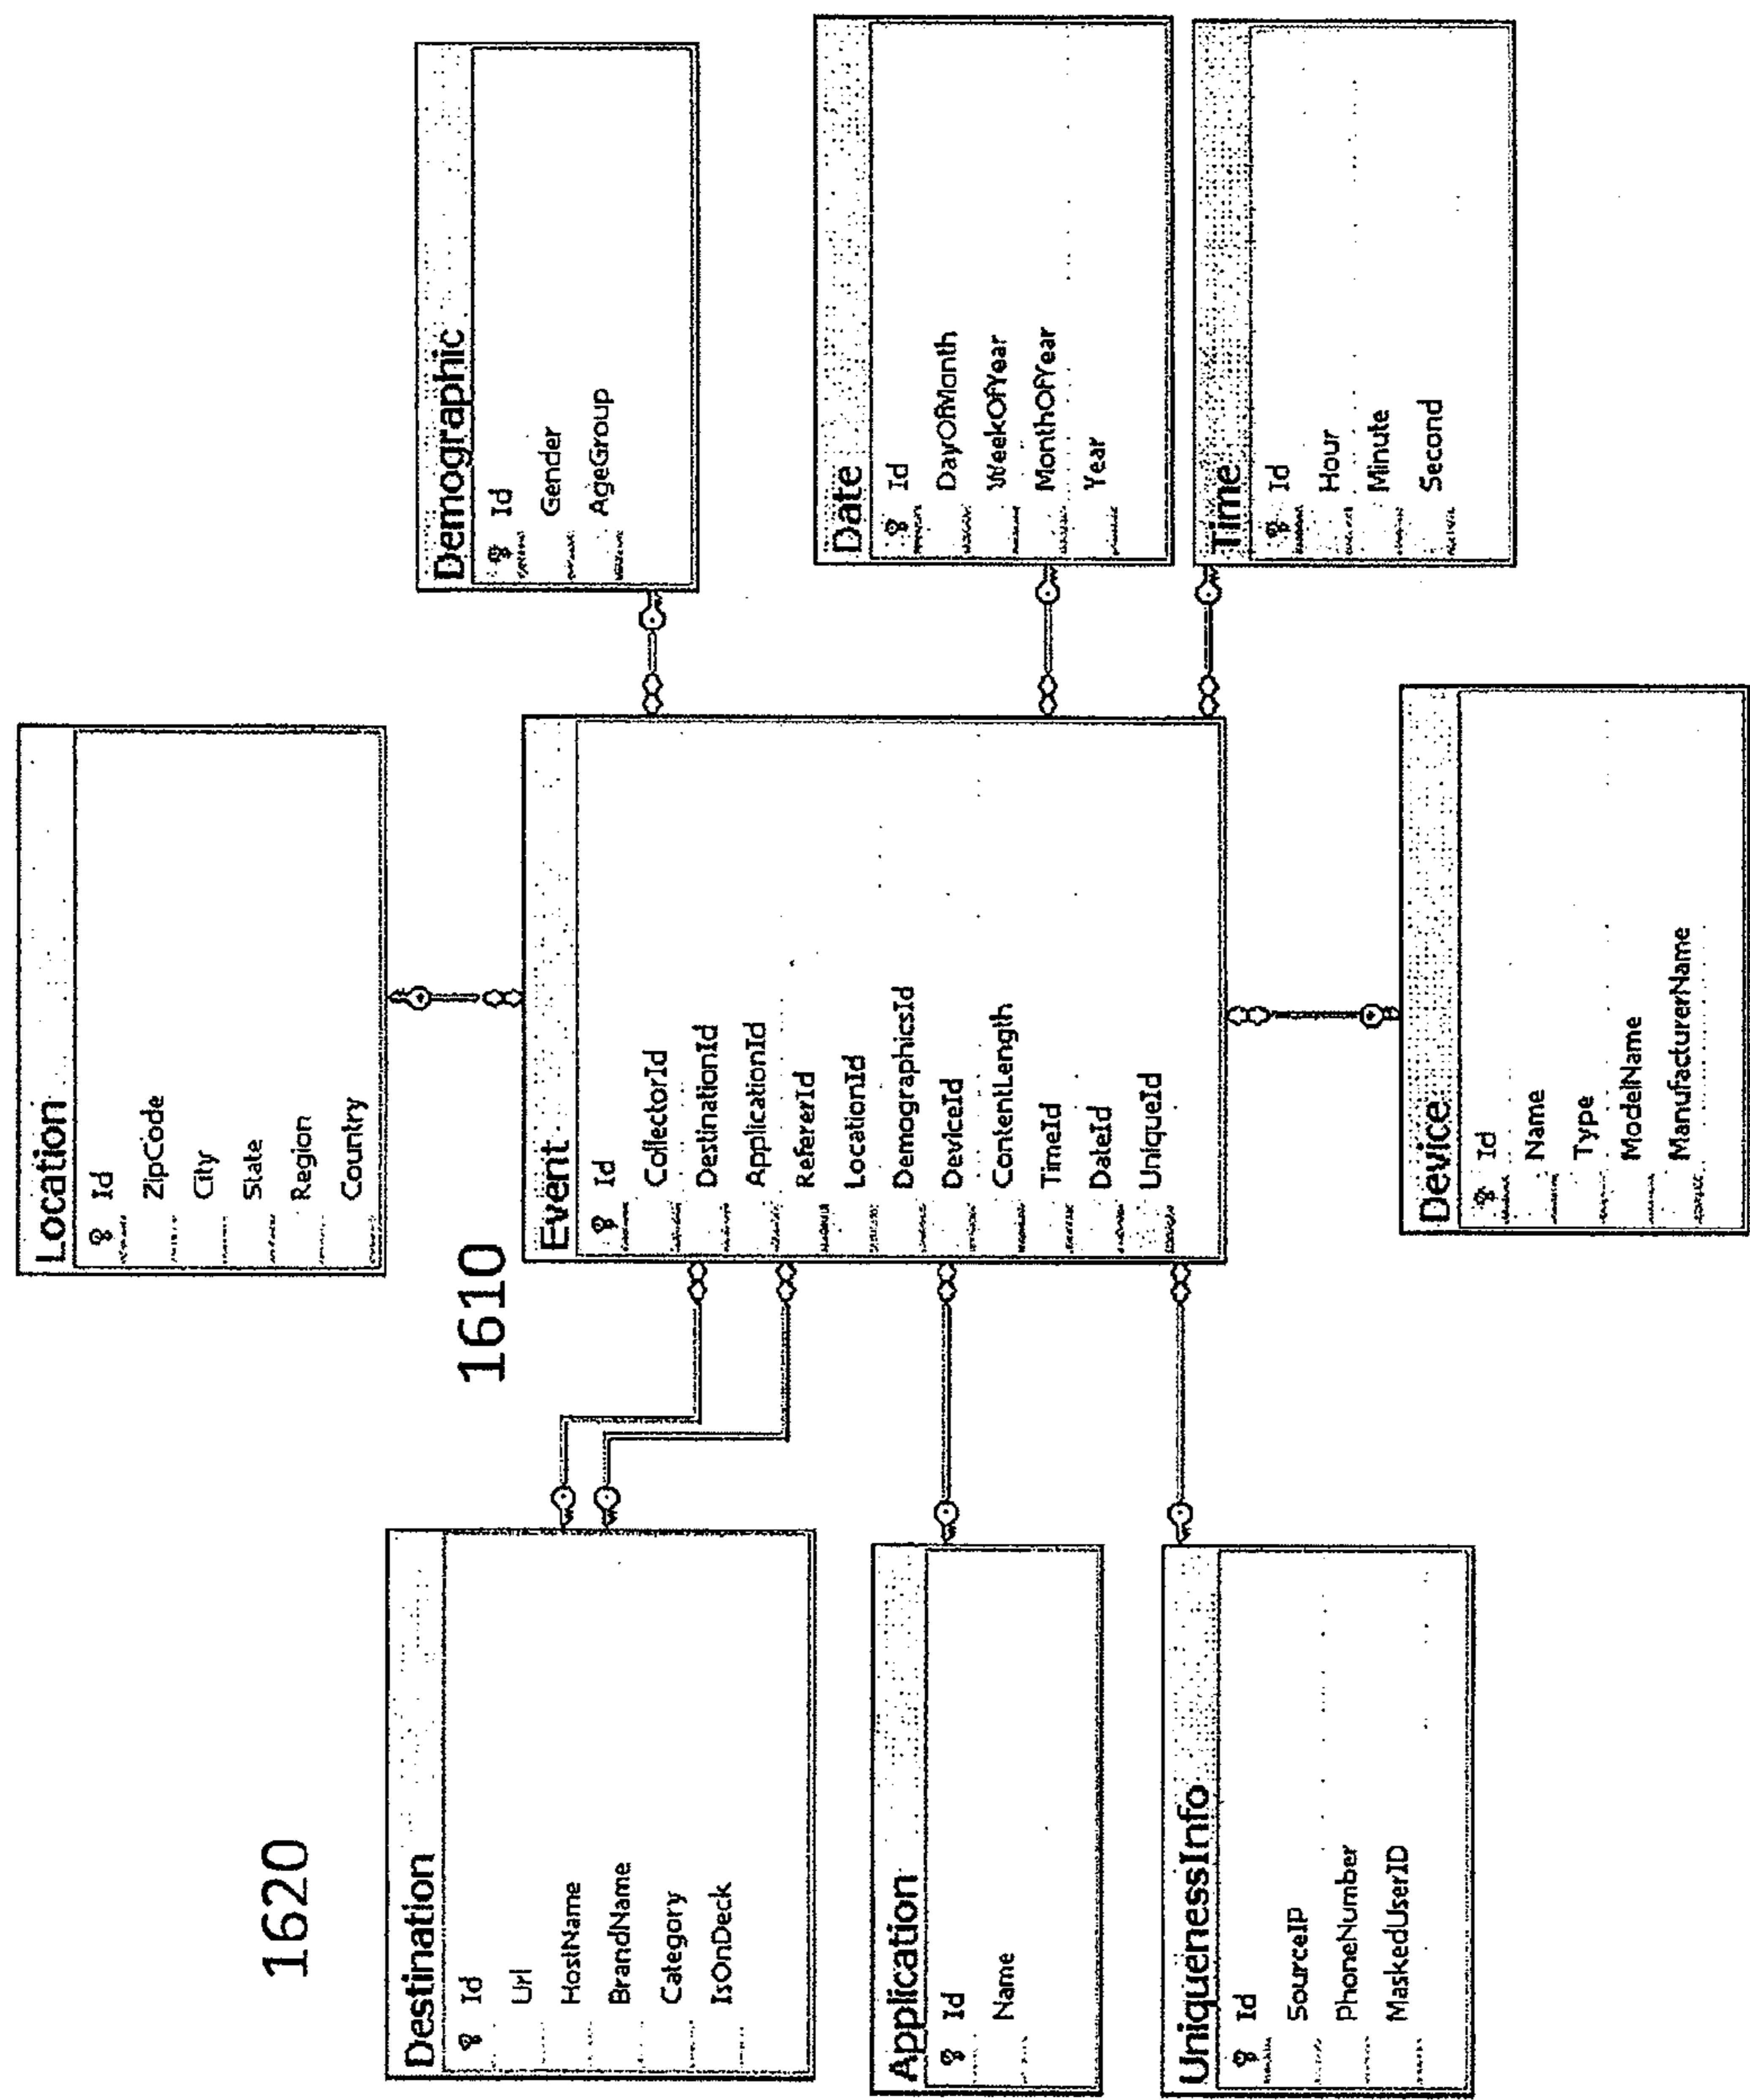 1620
Destination
Id
Url
HostName
BrandName
Category
IsOnDeck
Application
Id
Name
UniquenessInfo
Id
SourceIP
PhoneNumber
MaskedUserID
Location
Id
ZipCode
City
State
Region
Country
1610
Event
Id
CollectorId
DestinationId
ApplicationId
RefererId
LocationId
DemographicsId
DeviceId
ContentLength
TimeId
DateId
UniqueId
Device
Id
Name
Type
ModelName
ManufacturerName
Demographic
Id
Gender
AgeGroup
Date
Id
DayOfMonth
WeekOfYear
MonthOfYear
Year
Time
Id
Hour
Minute
Second